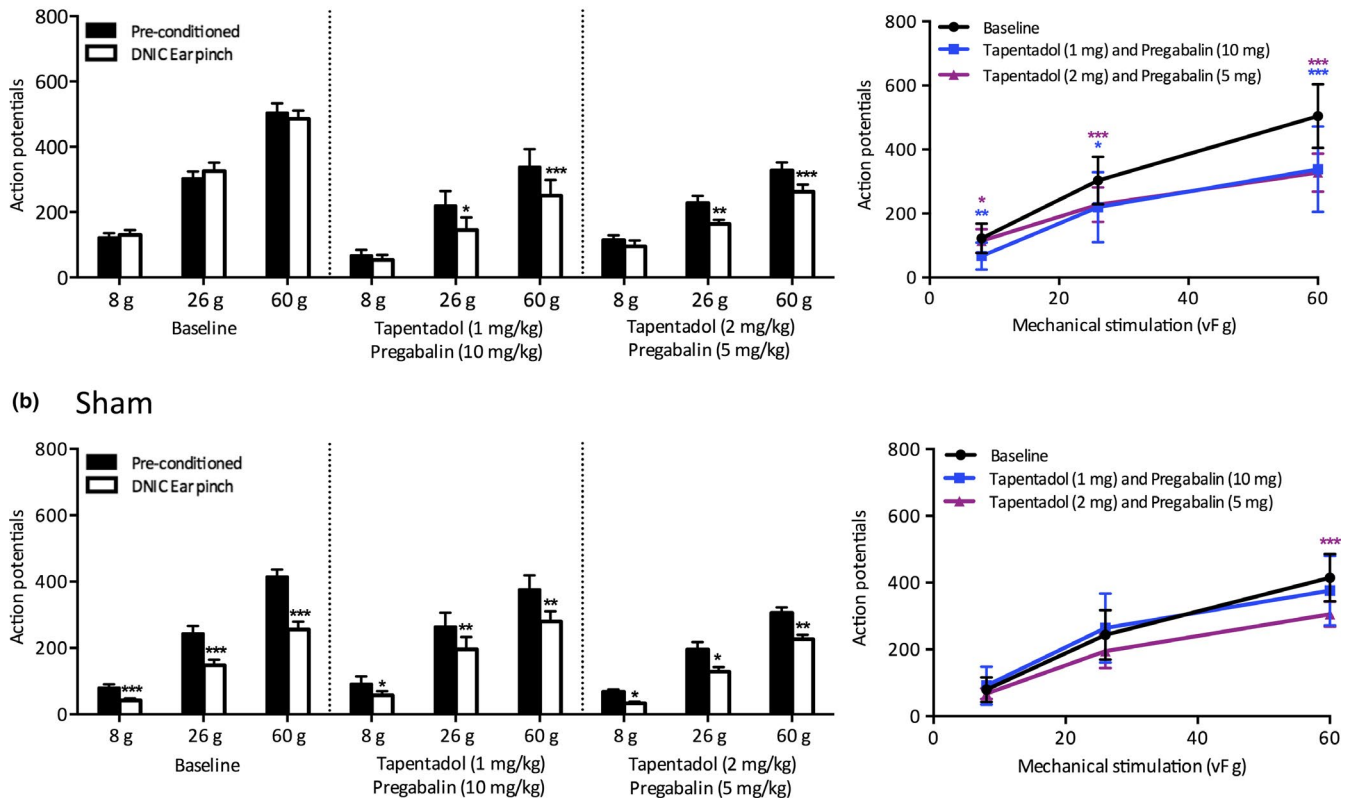 800
600
400
200
0
Action potentials
Pre-conditioned
DNIC Ear pinch
* *** ** ***
8 g 26 g 60 g 8 g 26 g 60 g 8 g 26 g 60 g
Baseline Tapentadol (1 mg/kg) Tapentadol (2 mg/kg)
Pregabalin (10 mg/kg) Pregabalin (5 mg/kg)
800
600
400
200
0
Action potentials
Baseline
Tapentadol (1 mg) and Pregabalin (10 mg)
Tapentadol (2 mg) and Pregabalin (5 mg)
* *** ***
** * ***
0 20 40 60
Mechanical stimulation (vF g)
(b) Sham
800
600
400
200
0
Action potentials
Pre-conditioned
DNIC Ear pinch
*** *** *** * ** ** * * **
8 g 26 g 60 g 8 g 26 g 60 g 8 g 26 g 60 g
Baseline Tapentadol (1 mg/kg) Tapentadol (2 mg/kg)
Pregabalin (10 mg/kg) Pregabalin (5 mg/kg)
800
600
400
200
0
Action potentials
Baseline
Tapentadol (1 mg) and Pregabalin (10 mg)
Tapentadol (2 mg) and Pregabalin (5 mg)
***
0 20 40 60
Mechanical stimulation (vF g)